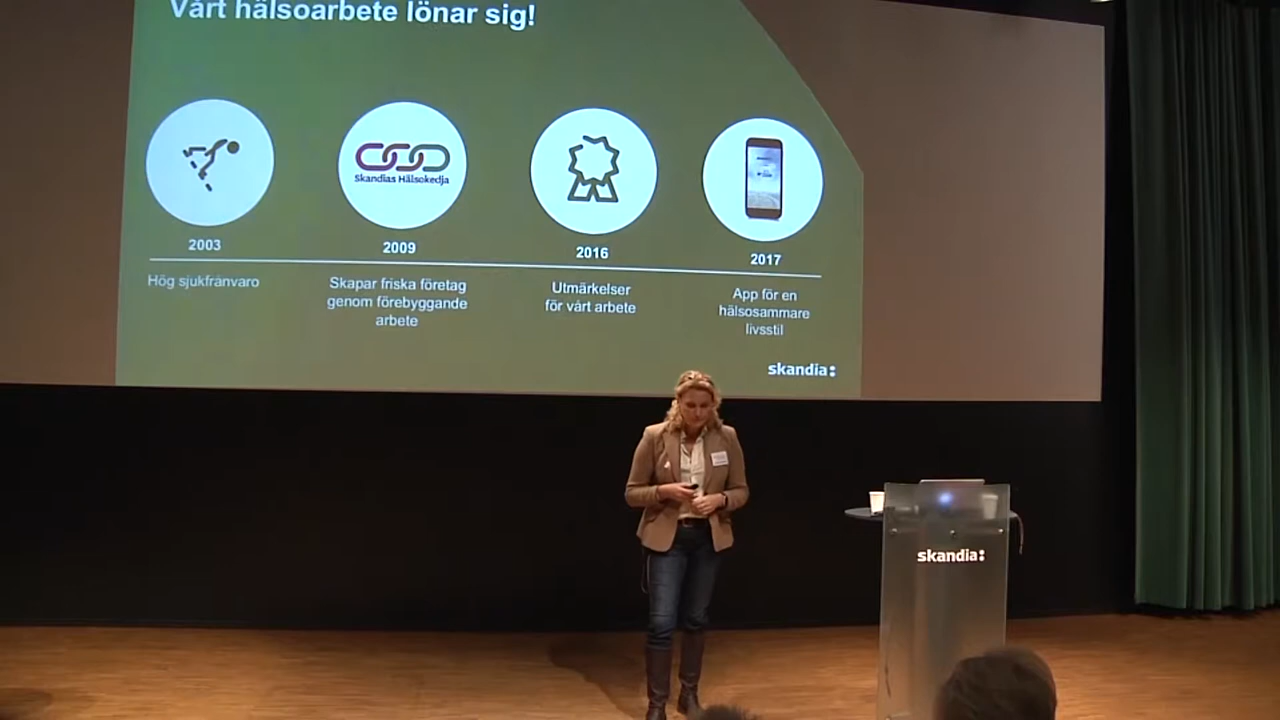 Vårt hälsoarbete lönar sig!
Skandias Hälsokedja
2003
2009
2016
2017
Hög sjukfrånvaro
Skapar friska företag
genom förebyggande
arbete
Utmärkelser
för vårt arbete
App för en
hälsosammare
livsstil
skandia:
skandia: